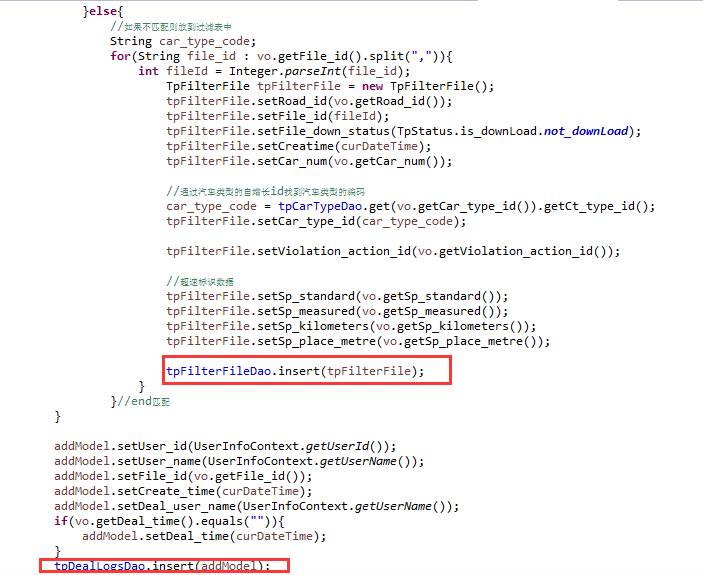 }else{
//如果不匹配则放到过滤表中
String car_type_code;
for(String file_id : vo.getFile_id().split(",")){
int fileId = Integer.parseInt(file_id);
TpFilterFile tpFilterFile = new TpFilterFile();
tpFilterFile.setRoad_id(vo.getRoad_id());
tpFilterFile.setFile_id(fileId);
tpFilterFile.setFile_down_status(TpStatus.is_downLoad.not_downLoad);
tpFilterFile.setCreatime(curDateTime);
tpFilterFile.setCar_num(vo.getCar_num());
//通过汽车类型的自增长id找到汽车类型的编码
car_type_code = tpCarTypeDao.get(vo.getCar_type_id()).getCt_type_id();
tpFilterFile.setCar_type_id(car_type_code);
tpFilterFile.setViolation_action_id(vo.getViolation_action_id());
//超速标识数据
tpFilterFile.setSp_standard(vo.getSp_standard());
tpFilterFile.setSp_measured(vo.getSp_measured());
tpFilterFile.setSp_kilometers(vo.getSp_kilometers());
tpFilterFile.setSp_place_metre(vo.getSp_place_metre());
tpFilterFileDao.insert(tpFilterFile);
}
}//end匹配
}
addModel.setUser_id(UserInfoContext.getUserId());
addModel.setUser_name(UserInfoContext.getUserName());
addModel.setFile_id(vo.getFile_id());
addModel.setCreate_time(curDateTime);
addModel.setDeal_user_name(UserInfoContext.getUserName());
if(vo.getDeal_time().equals("")){
addModel.setDeal_time(curDateTime);
}
tpDealLogsDao.insert(addModel);